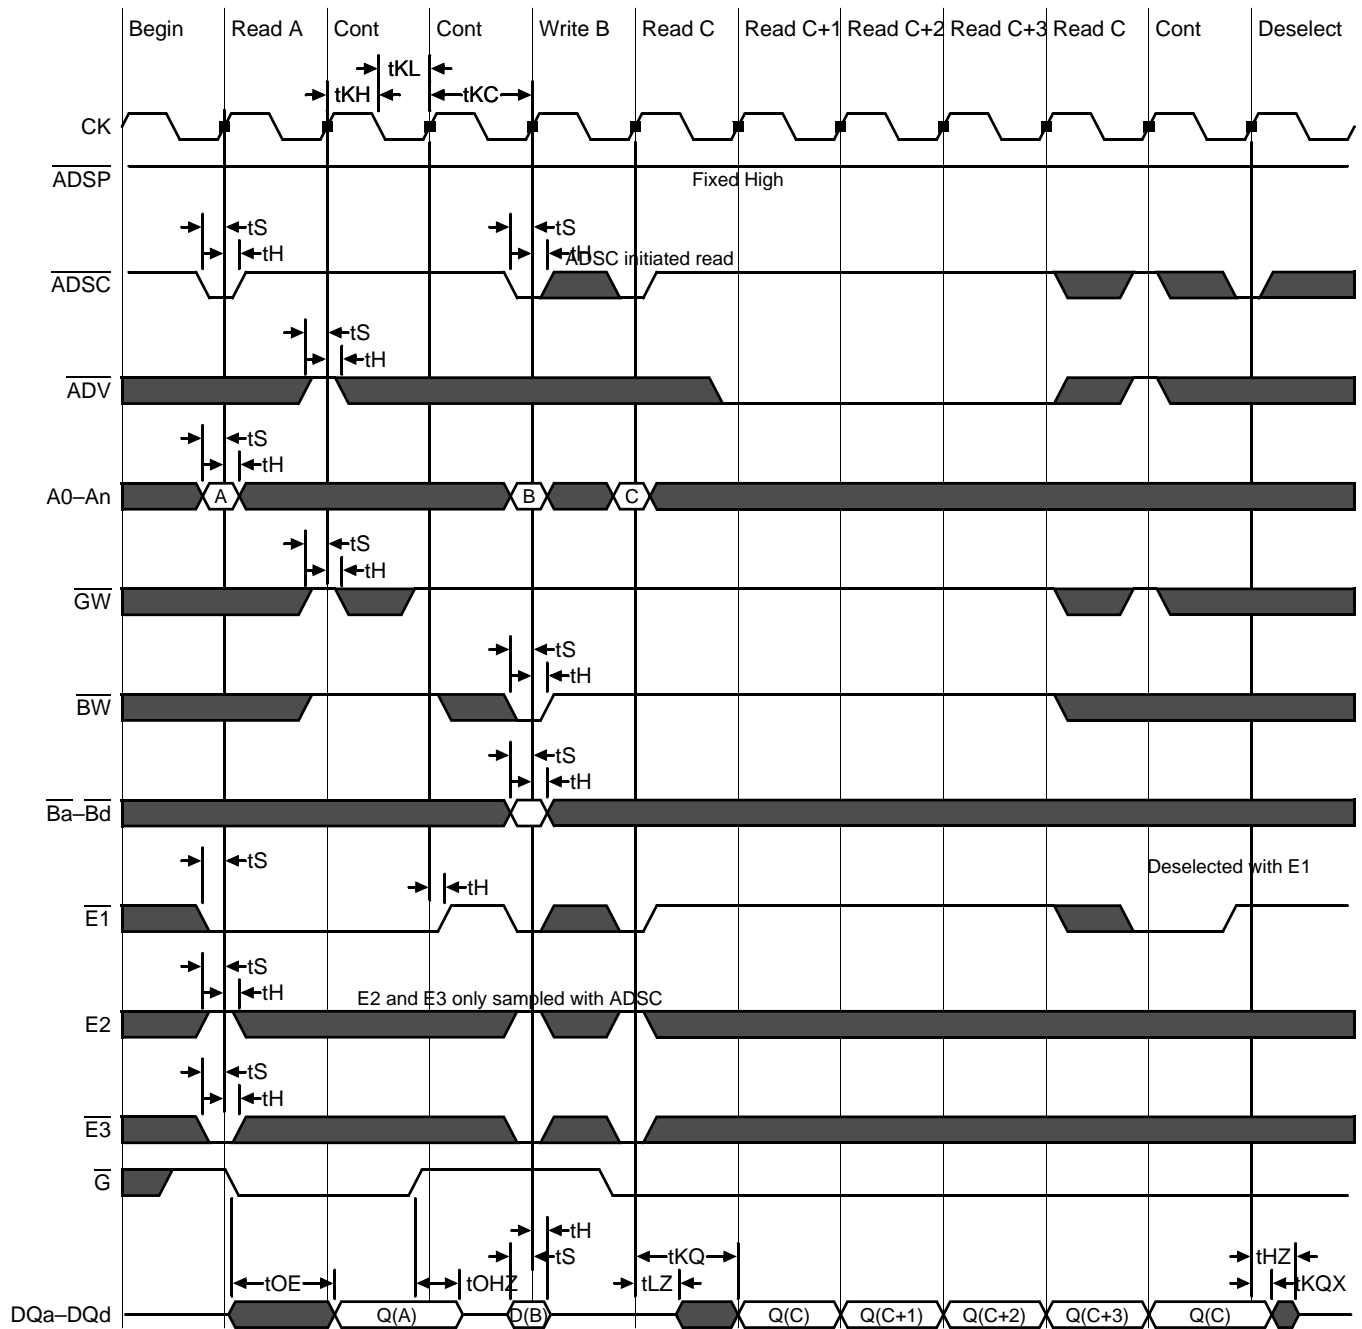 Begin Read A Cont Cont Write B Read C Read C+1 Read C+2 Read C+3 Read C Cont Deselect
tKL
tKH tKC
CK
ADSP
Fixed High
tS tS
tH tH
ADSC initiated read
ADSC
tS
tH
ADV
tS
tH
A0–An A B C
tS
tH
GW
tS
tH
BW
tS
tH
Ba–Bd
tS
tH
Deselected with E1
E1
tS
tH
E2 and E3 only sampled with ADSC
E2
tS
tH
E3
G
tH
tS tKQ tHZ
tOE tOHZ tLZ tKQX
DQa–DQd Q(A) D(B) Q(C) Q(C+1) Q(C+2) Q(C+3) Q(C)